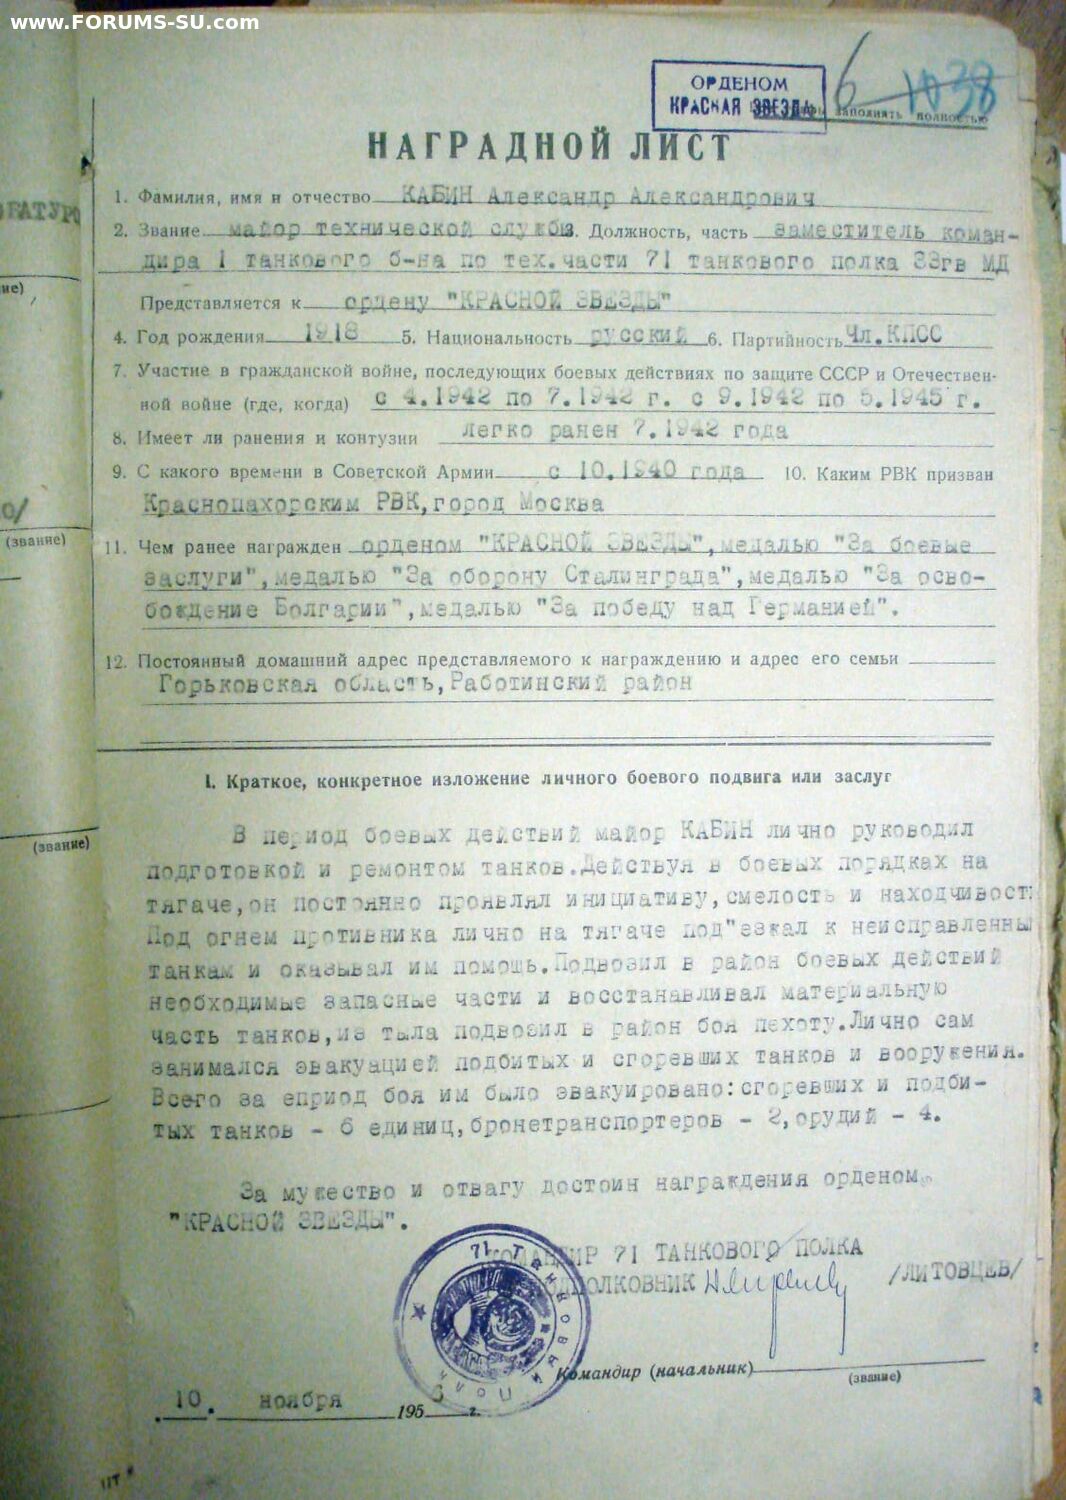 www.FORUMS-SU.com
ОРДЕНОМ
КРАСНАЯ ЗВЕЗДА
6 1038
заполнять полностью
НАГРАДНОЙ ЛИСТ
1. Фамилия, имя и отчество КАБИН Александр Александрович
2. Звание майор технической службы 3. Должность, часть заместитель коман-
дира 1 танкового б-на по тех.части 71 танкового полка 33гв МД
Представляется к ордену "КРАСНОЙ ЗВЕЗДЫ"
4. Год рождения 1918 5. Национальность русский 6. Партийность Чл.КПСС
7. Участие в гражданской войне, последующих боевых действиях по защите СССР и Отечествен-
ной войне (где, когда) с 4.1942 по 7.1942 г. с 9.1942 по 5.1945 г.
8. Имеет ли ранения и контузии легко ранен 7.1942 года
9. С какого времени в Советской Армии с 10.1940 года 10. Каким РВК призван
Краснопахорским РВК,город Москва
11. Чем ранее награжден орденом "КРАСНОЙ ЗВЕЗДЫ",медалью "За боевые
заслуги",медалью "За оборону Сталинграда",медалью "За осво-
бождение Болгарии",медалью "За победу над Германией".
12. Постоянный домашний адрес представляемого к награждению и адрес его семьи
Горьковская область,Работинский район
I. Краткое, конкретное изложение личного боевого подвига или заслуг
В период боевых действий майор КАБИН лично руководил
подготовкой и ремонтом танков.Действуя в боевых порядках на
тягаче,он постоянно проявлял инициативу,смелость и находчивость
Под огнем противника лично на тягаче под"езжал к неисправленны
танкам и оказывал им помощь.Подвозил в район боевых действий
необходимые запасные части и восстанавливал материальную
часть танков,из тыла подвозил в район боя пехоту.Лично сам
занимался эвакуацией подбитых и сгоревших танков и вооружения.
Всего за еприод боя им было эвакуировано:сгоревших и подби-
тых танков - 6 единиц,бронетранспортеров - 2,орудий - 4.
За мужество и отвагу достоин награждения орденом
"КРАСНОЙ ЗВЕЗДЫ".
КОМАНДИР 71 ТАНКОВОГО ПОЛКА
ПОДПОЛКОВНИК /ЛИТОВЦЕВ/
71 Танковый полк
Командир (начальник)
(звание)
10. ноября 195 г.
(звание)
(звание)